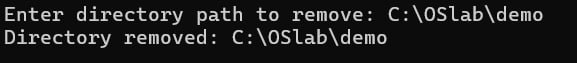 Enter directory path to remove: C:\OSlab\demo
Directory removed: C:\OSlab\demo